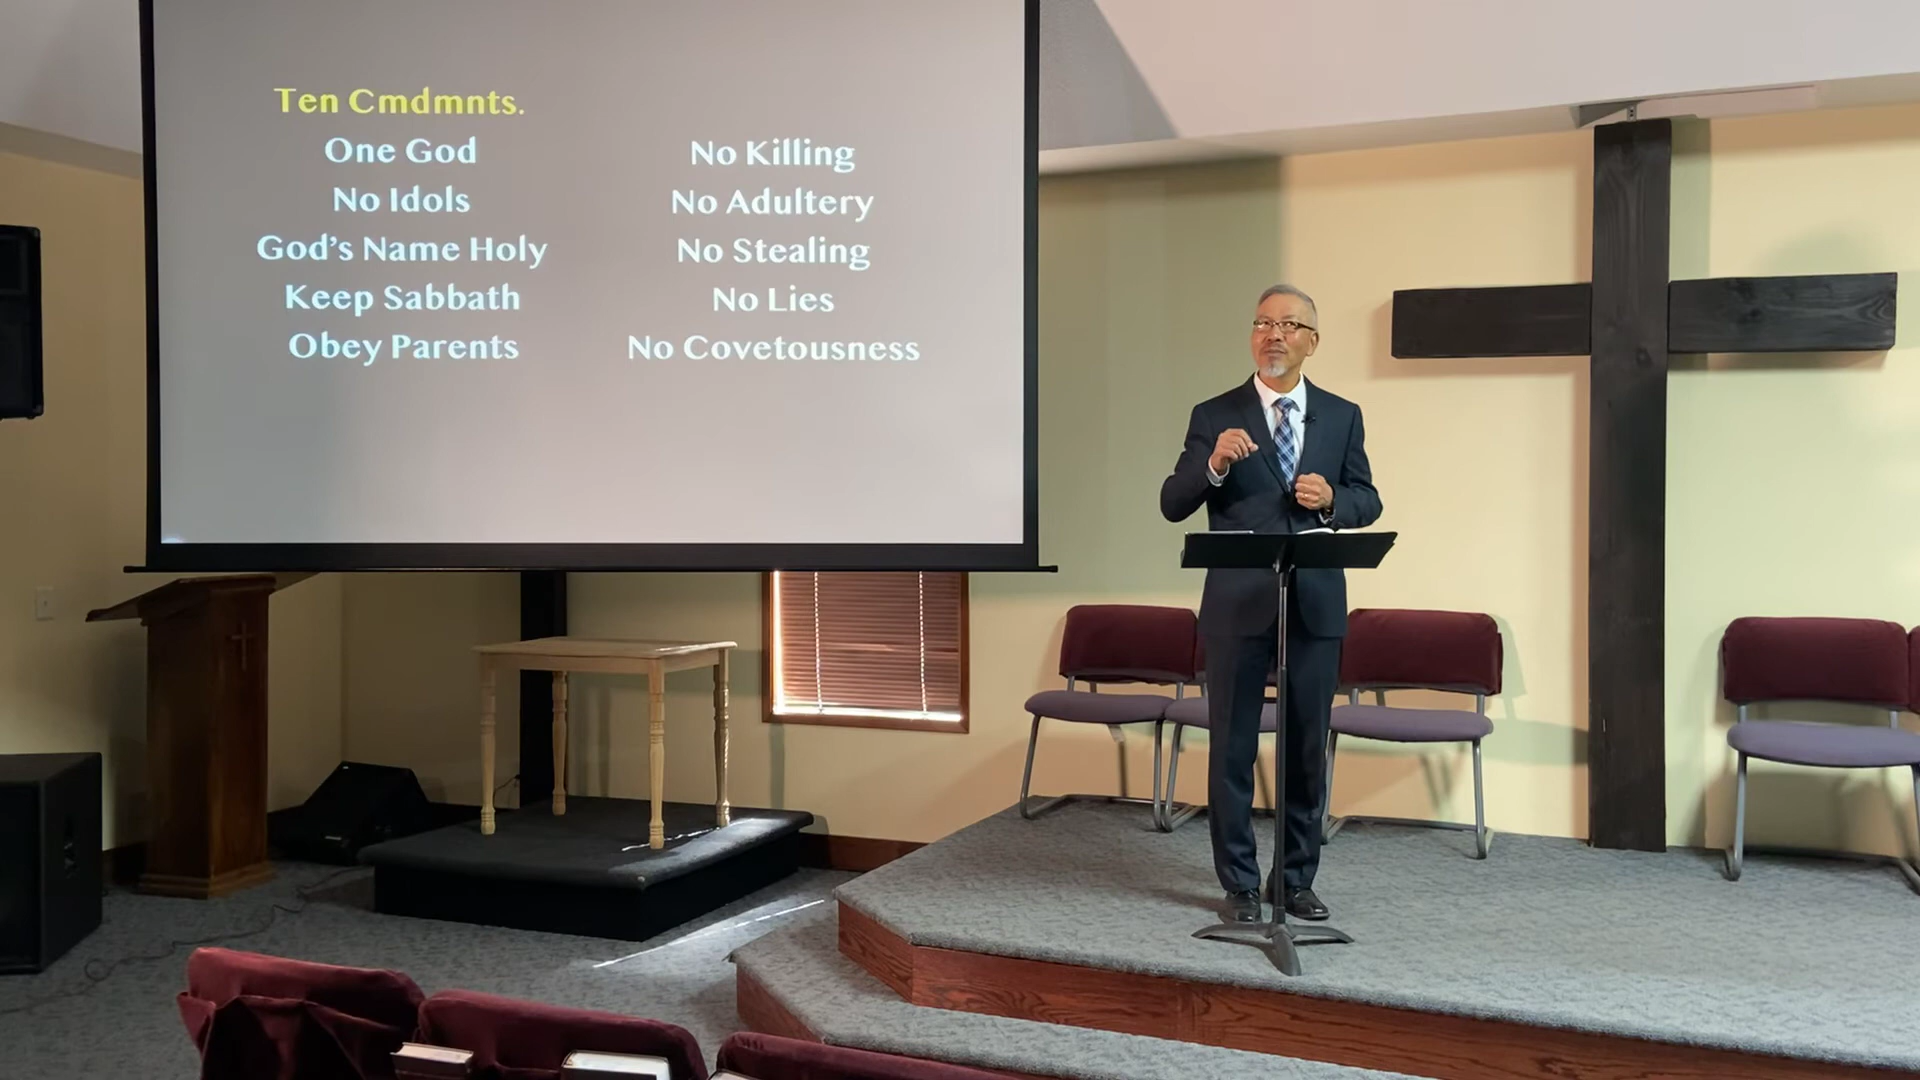 Ten Cmdmnts.
One God
No Idols
God's Name Holy
Keep Sabbath
Obey Parents
No Killing
No Adultery
No Stealing
No Lies
No Covetousness